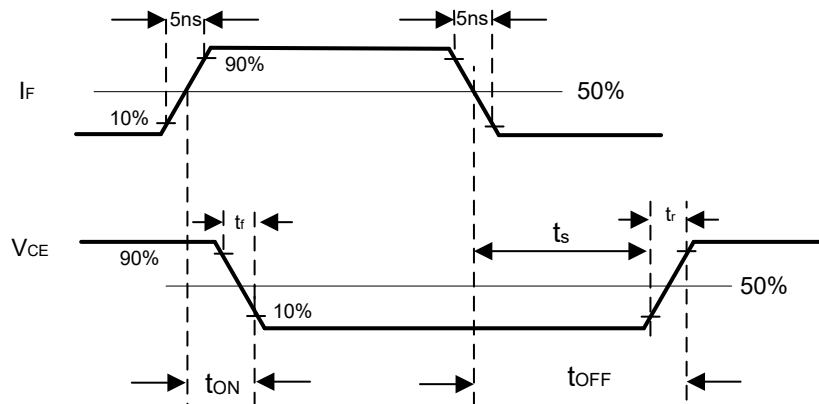 5ns 5ns
90%
IF 50%
10%
tf tr
VCE ts
90%
50%
10%
tON tOFF